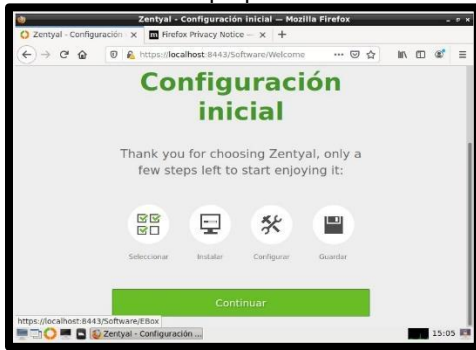 Zentyal - Configuración inicial — Mozilla Firefox
Zentyal - Configuración
Firefox Privacy Notice —
https://localhost:8443/Software/Welcome
Configuración
inicial
Thank you for choosing Zentyal, only a
few steps left to start enjoying it:
Seleccionar
Instalar
Configurar
Guardar
Continuar
https://localhost:8443/Software/EBox
Zentyal - Configuración ...
15:05